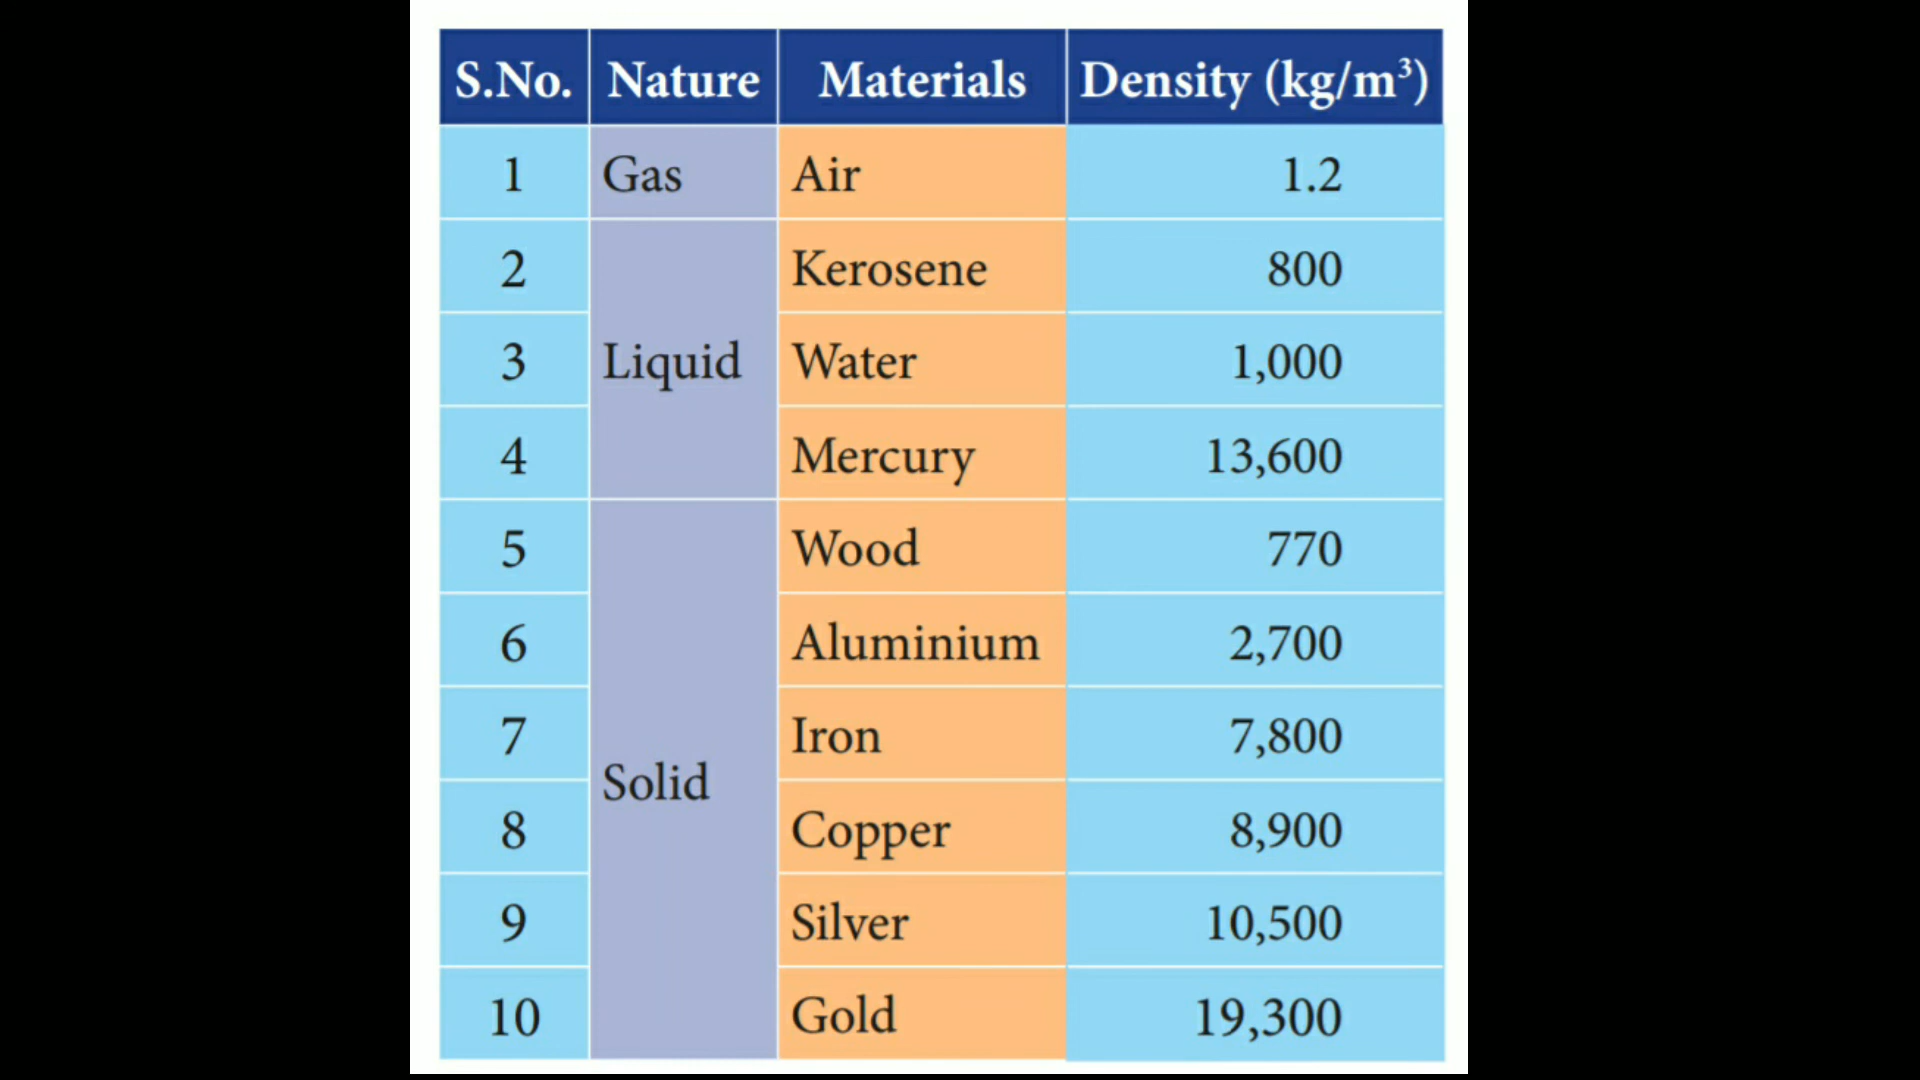 S.No. Nature Materials Density (kg/m³)
1 Gas Air 1.2
2 Kerosene 800
3 Liquid Water 1,000
4 Mercury 13,600
5 Wood 770
6 Aluminium 2,700
7 Iron 7,800
Solid
8 Copper 8,900
9 Silver 10,500
10 Gold 19,300